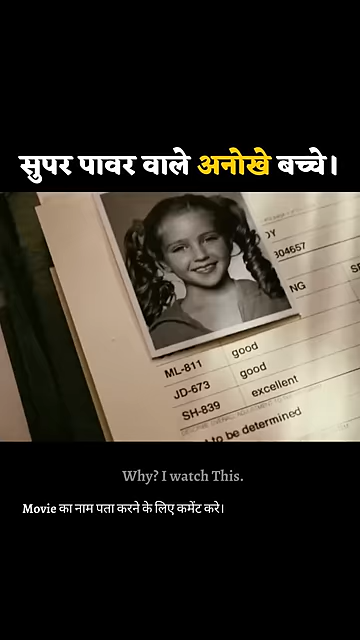 सुपर पावर वाले अनोखे बच्चे।
304657
NG
ML-811 good
JD-673 good
SH-839 excellent
to be determined
Why? I watch This.
Movie का नाम पता करने के लिए कमेंट करे।